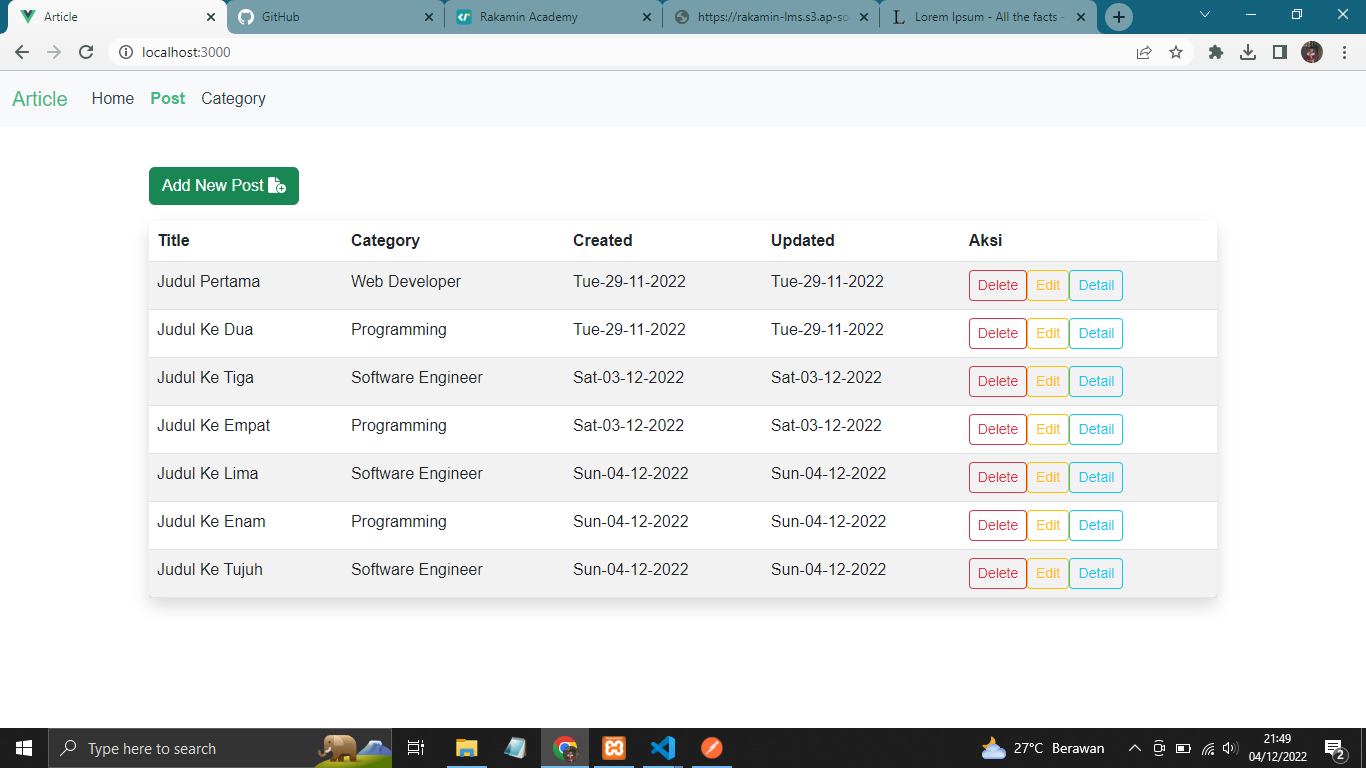 Article
GitHub
Rakamin Academy
https://rakamin-lms.s3.ap-so
Lorem Ipsum - All the facts -
localhost:3000
Article Home Post Category
Add New Post
Title Category Created Updated Aksi
Judul Pertama Web Developer Tue-29-11-2022 Tue-29-11-2022 Delete Edit Detail
Judul Ke Dua Programming Tue-29-11-2022 Tue-29-11-2022 Delete Edit Detail
Judul Ke Tiga Software Engineer Sat-03-12-2022 Sat-03-12-2022 Delete Edit Detail
Judul Ke Empat Programming Sat-03-12-2022 Sat-03-12-2022 Delete Edit Detail
Judul Ke Lima Software Engineer Sun-04-12-2022 Sun-04-12-2022 Delete Edit Detail
Judul Ke Enam Programming Sun-04-12-2022 Sun-04-12-2022 Delete Edit Detail
Judul Ke Tujuh Software Engineer Sun-04-12-2022 Sun-04-12-2022 Delete Edit Detail
Type here to search
27°C Berawan
21:49
04/12/2022
2